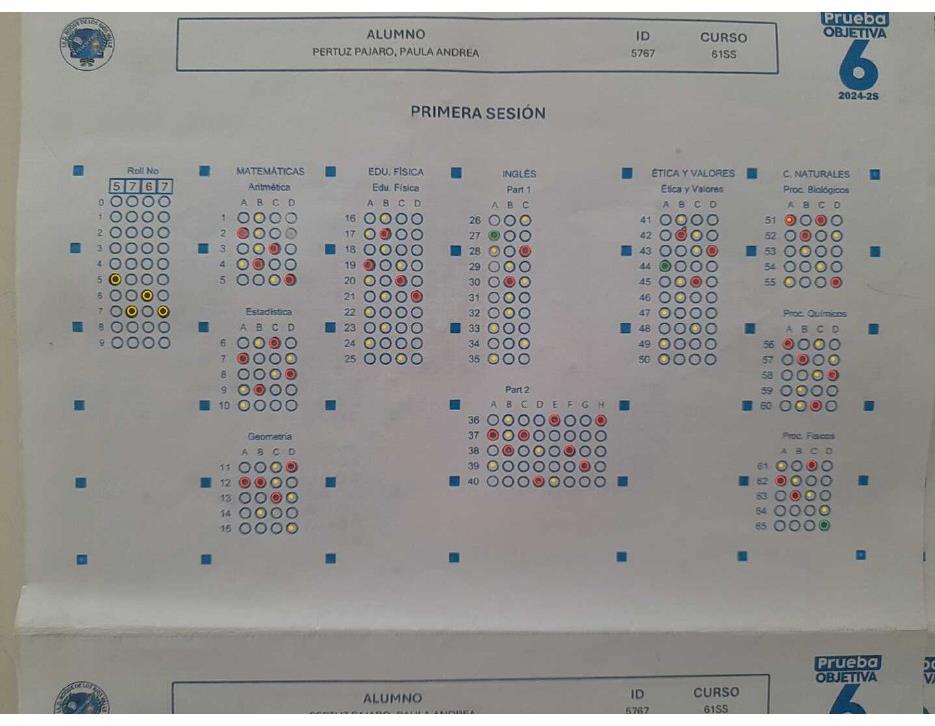 Prueba
OBJETIVA
6
2024-2S
ALUMNO ID CURSO
PERTUZ PAJARO, PAULA ANDREA 5767 61SS
PRIMERA SESIÓN
Roll No
5 7 6 7
0
1
2
3
4
5
6
7
8
9
MATEMÁTICAS
Aritmética
A B C D
1
2
3
4
5
Estadística
A B C D
6
7
8
9
10
Geometría
A B C D
11
12
13
14
15
EDU. FÍSICA
Edu. Física
A B C D
16
17
18
19
20
21
22
23
24
25
INGLÉS
Part 1
A B C
26
27
28
29
30
31
32
33
34
35
Part 2
A B C D E F G H
36
37
38
39
40
ÉTICA Y VALORES
Ética y Valores
A B C D
41
42
43
44
45
46
47
48
49
50
C. NATURALES
Proc. Biológicos
A B C D
51
52
53
54
55
Proc. Químicos
A B C D
56
57
58
59
60
Proc. Físicos
A B C D
61
62
63
64
65
Prueba
OBJETIVA
ALUMNO ID CURSO
PERTUZ PAJARO, PAULA ANDREA 5767 61SS